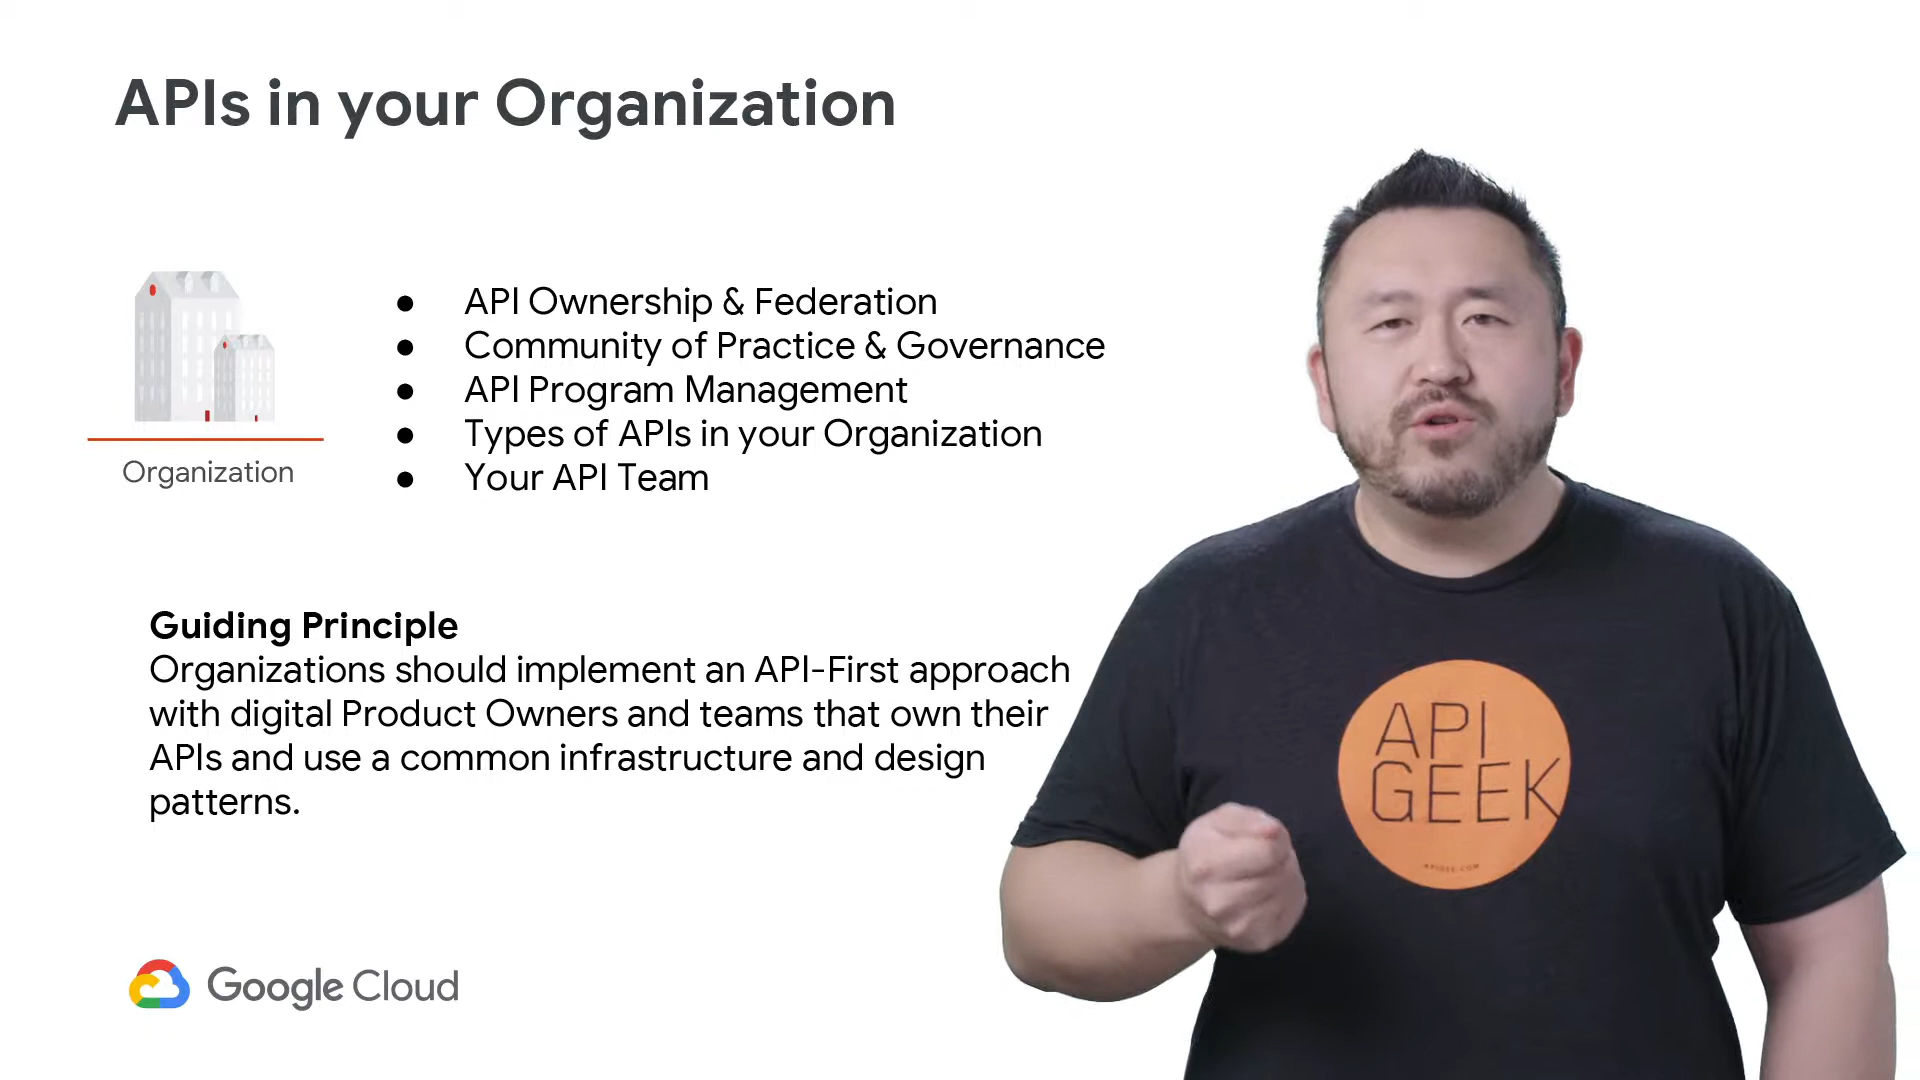 APIs in your Organization
● API Ownership & Federation
● Community of Practice & Governance
● API Program Management
● Types of APIs in your Organization
● Your API Team
Organization
Guiding Principle
Organizations should implement an API-First approach
with digital Product Owners and teams that own their
APIs and use a common infrastructure and design
patterns.
API
GEEK
APIGEE.COM
Google Cloud